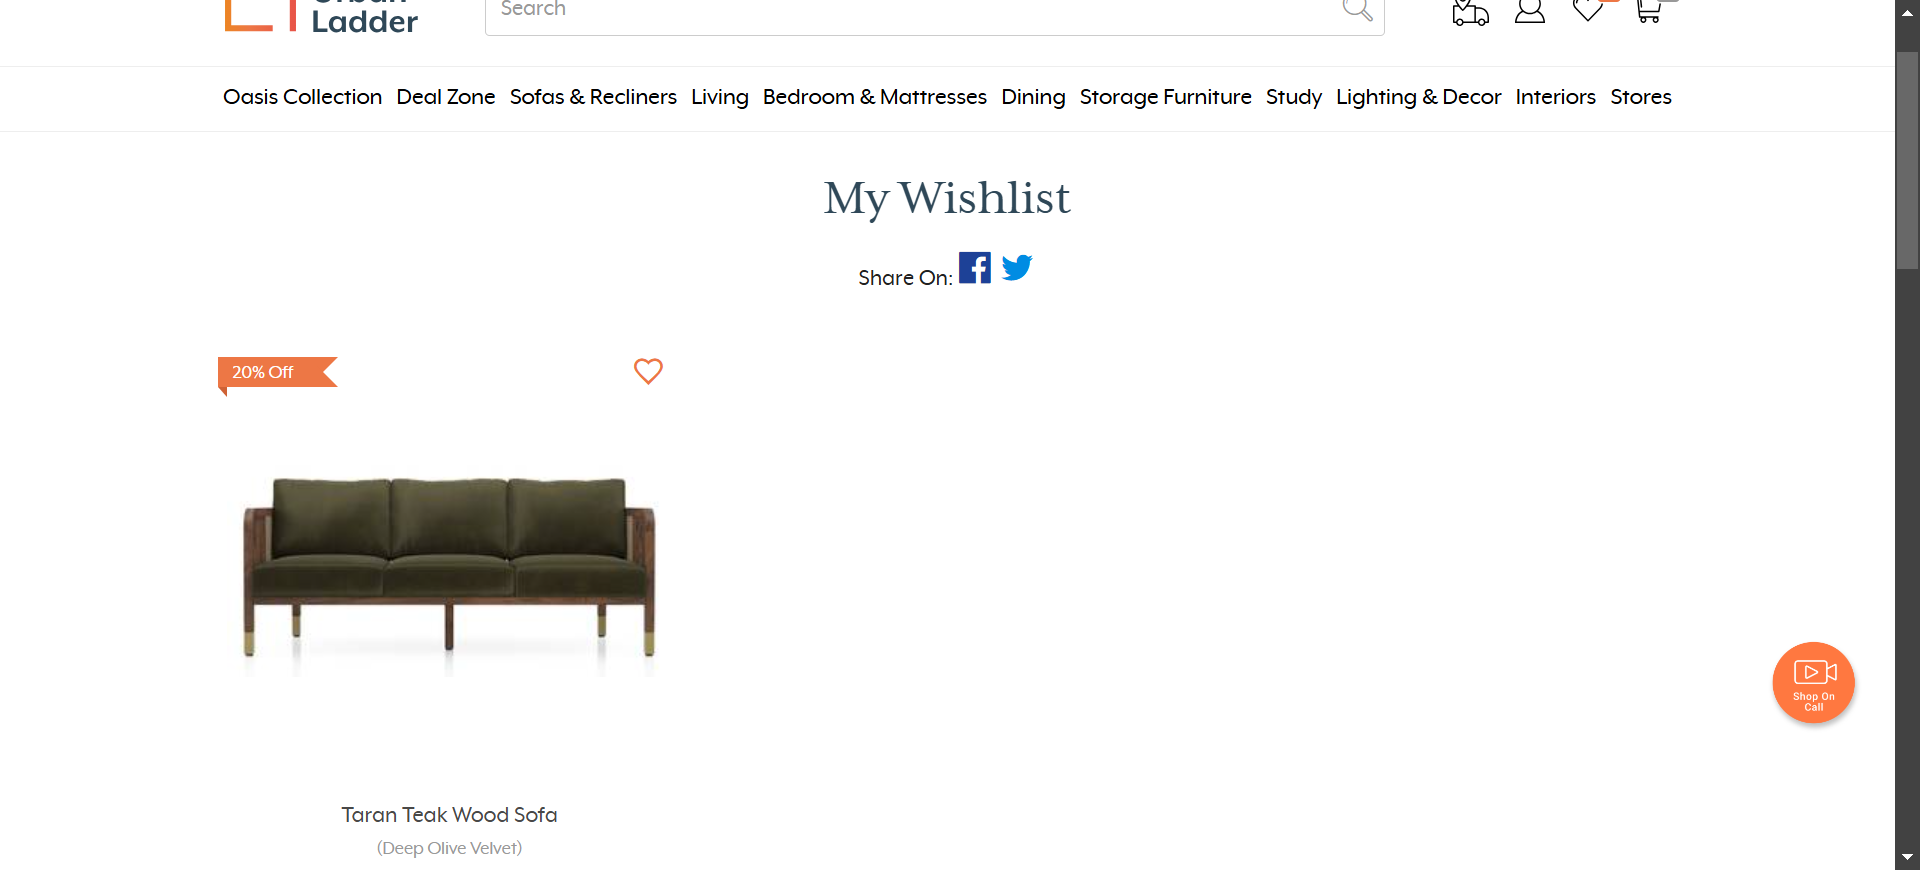 Urban
Ladder
Search
Oasis Collection Deal Zone Sofas & Recliners Living Bedroom & Mattresses Dining Storage Furniture Study Lighting & Decor Interiors Stores
My Wishlist
Share On:
20% Off
Shop On
Call
Taran Teak Wood Sofa
(Deep Olive Velvet)